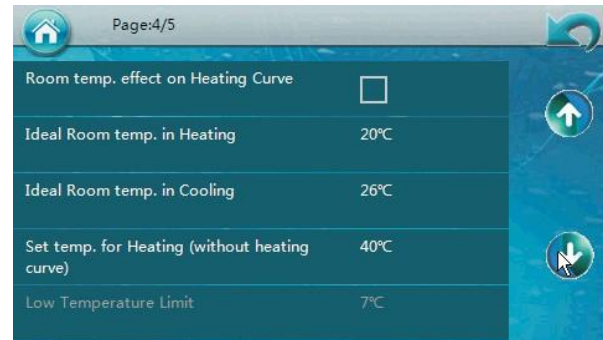 Page:4/5
Room temp. effect on Heating Curve
Ideal Room temp. in Heating 20℃
Ideal Room temp. in Cooling 26℃
Set temp. for Heating (without heating 40℃
curve)
Low Temperature Limit 7℃